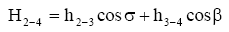 H₂₋₄ = h₂₋₃ cos σ + h₃₋₄ cos β